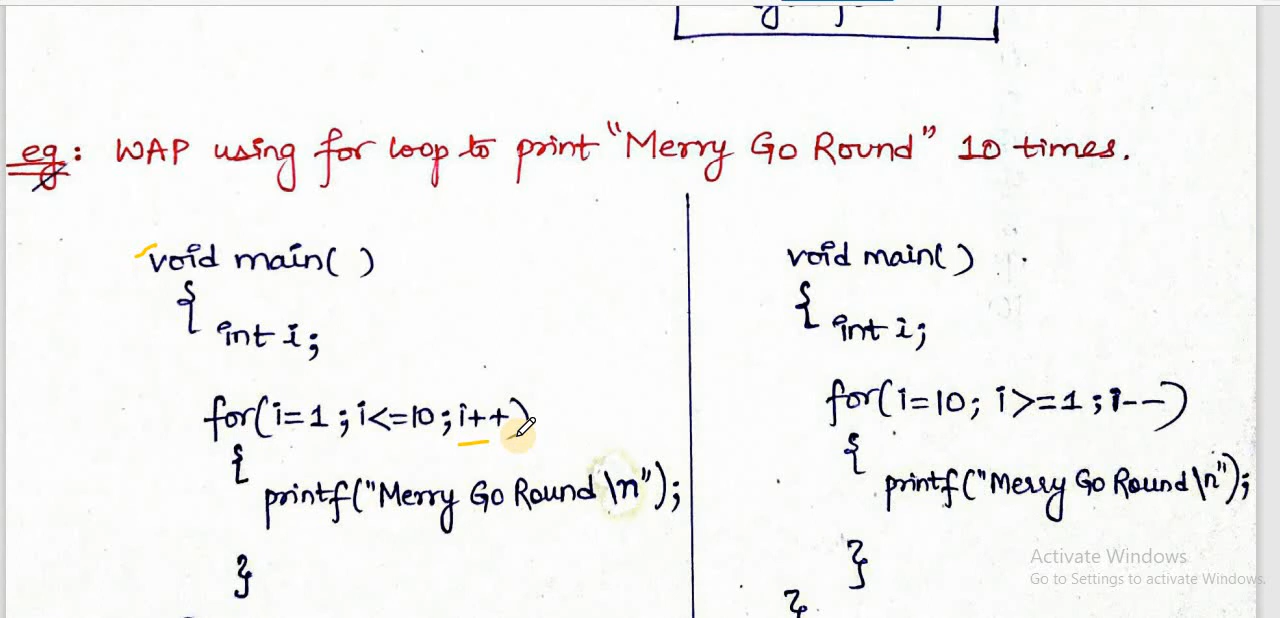 eg: WAP using for loop to print "Merry Go Round" 10 times.
void main( )
{
int i;
for(i=1 ; i<=10; i++)
{
printf("Merry Go Round \n");
}
void main( )
{
int i;
for(i=10; i>=1 ; i--)
{
printf("Merry Go Round \n");
}
}
Activate Windows
Go to Settings to activate Windows.